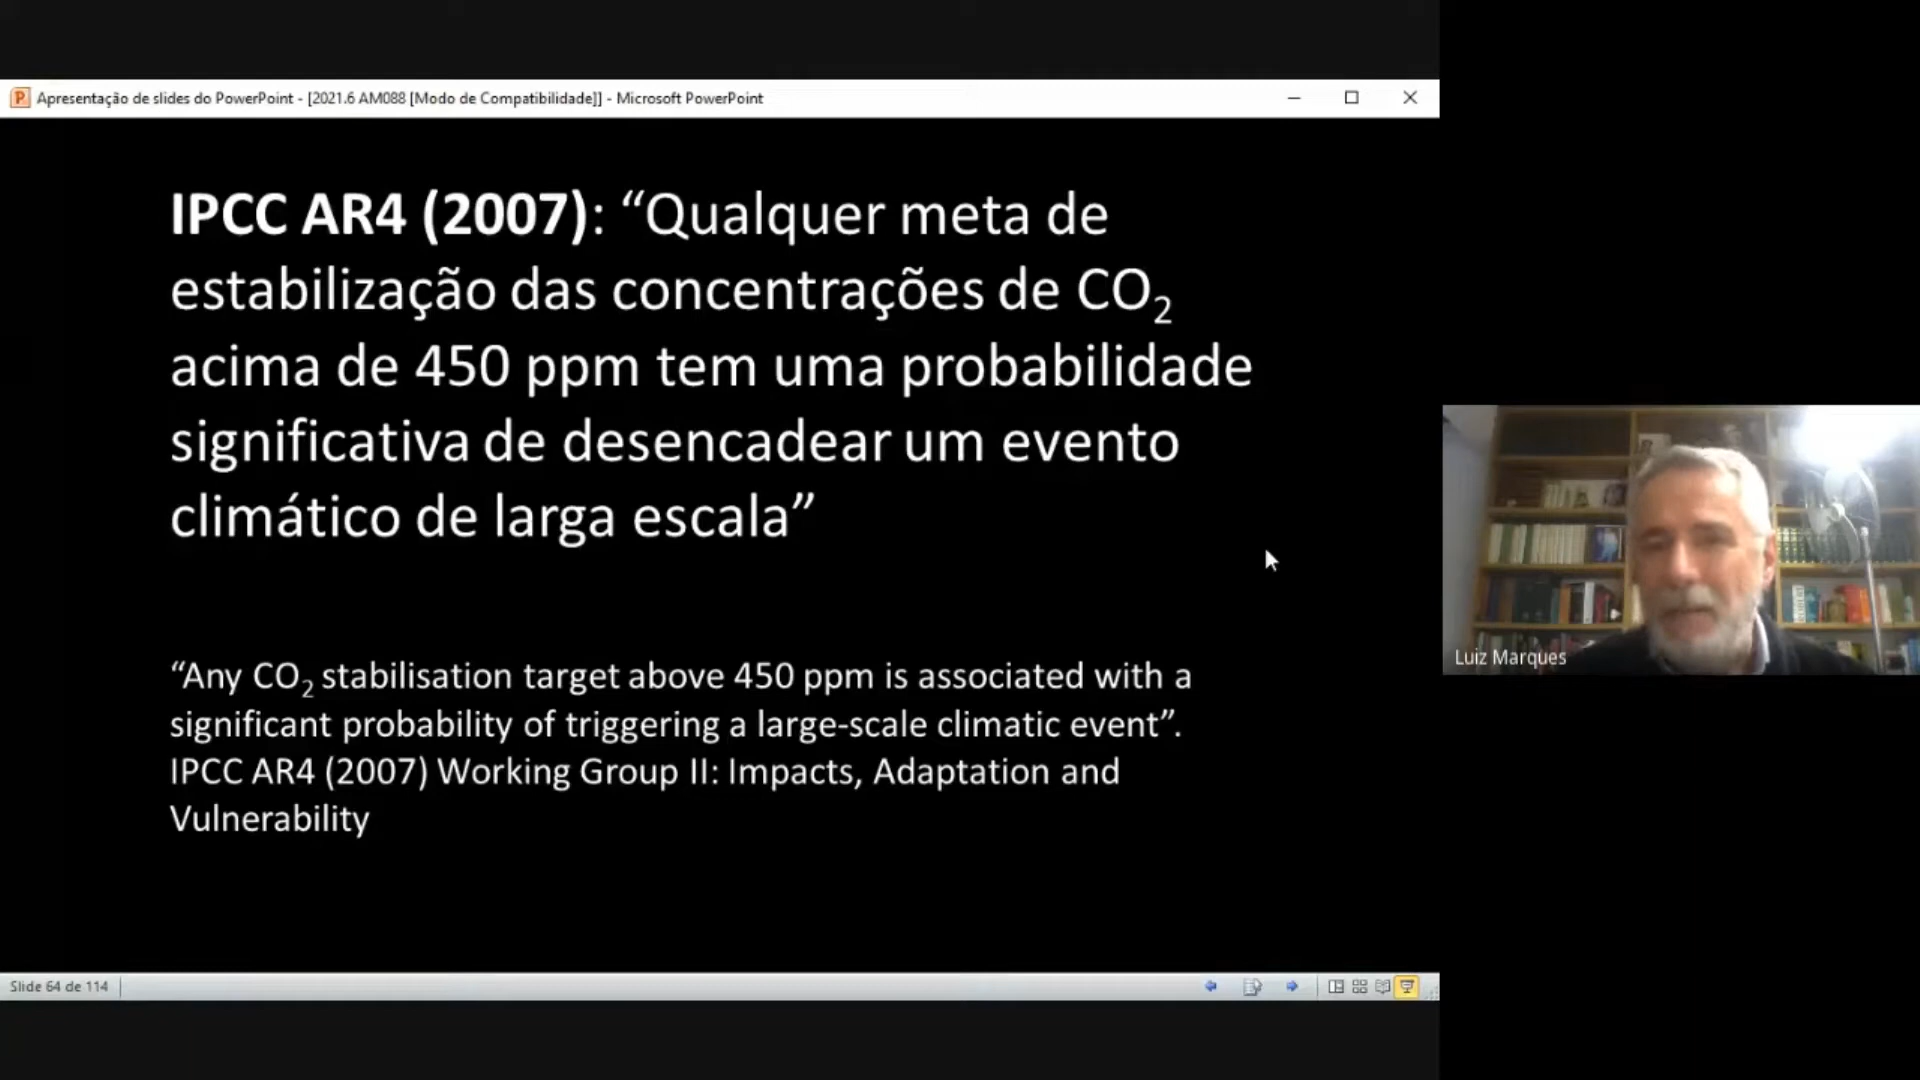 Apresentação de slides do PowerPoint - [2021.6 AM088 [Modo de Compatibilidade]] - Microsoft PowerPoint
IPCC AR4 (2007): “Qualquer meta de
estabilização das concentrações de CO₂
acima de 450 ppm tem uma probabilidade
significativa de desencadear um evento
climático de larga escala”
“Any CO₂ stabilisation target above 450 ppm is associated with a
significant probability of triggering a large-scale climatic event”.
IPCC AR4 (2007) Working Group II: Impacts, Adaptation and
Vulnerability
Luiz Marques
Slide 64 de 114